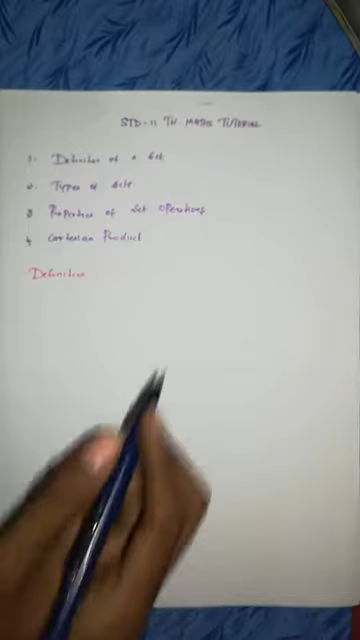 STD-11 TH MATHS TUTORIAL
1. Definition of a Set
2. Types of Sets
3 Properties of Set Operations
4 Cartesian Product
Definition